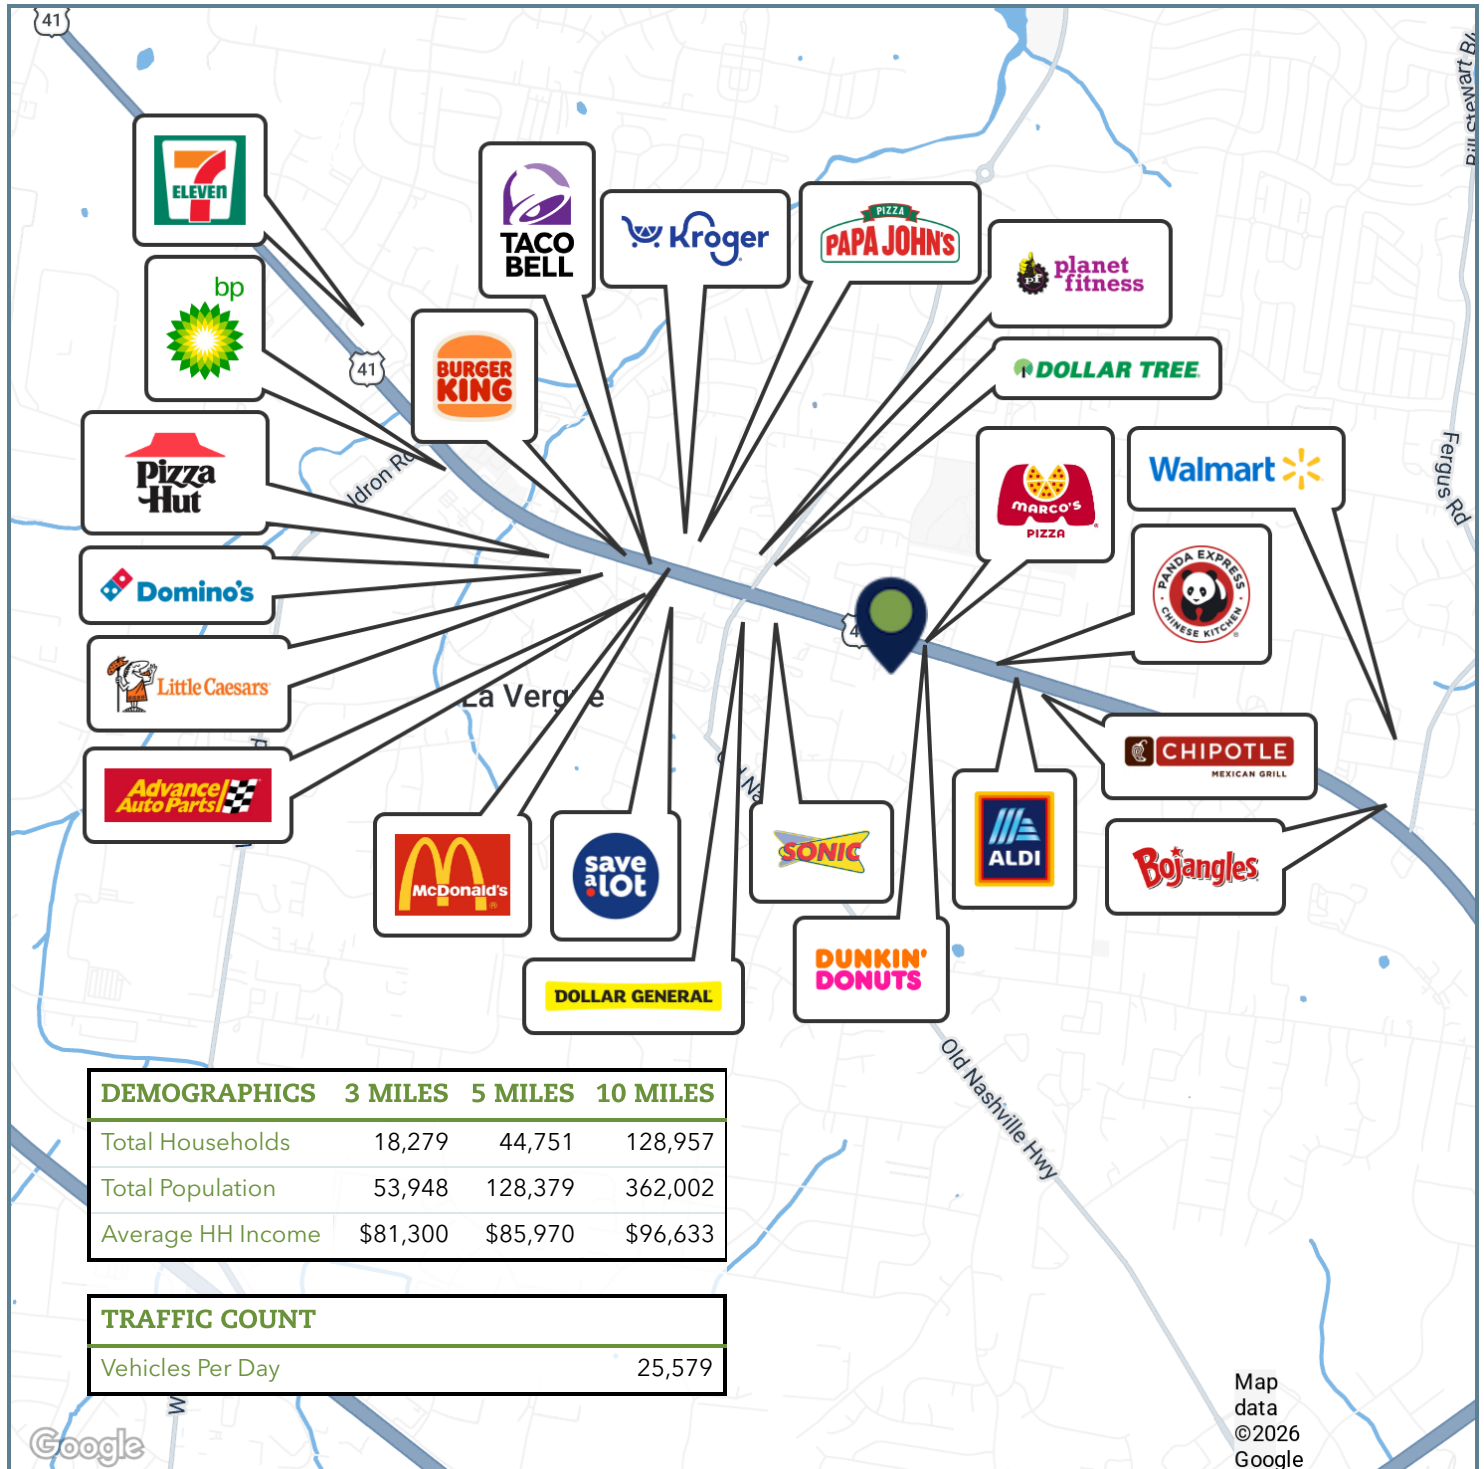 41
Bill Stewart Bl
7
ELEVEN
TACO
BELL
Kroger
PIZZA
PAPA JOHN'S
planet
fitness
bp
41
BURGER
KING
DOLLAR TREE
Pizza
Hut
ldron Rd
MARCO'S
PIZZA
Walmart
Fergus Rd
Domino's
PANDA EXPRESS
CHINESE KITCHEN
4
Little Caesars
La Vergne
CHIPOTLE
MEXICAN GRILL
Advance
Auto Parts
McDonald's
save
a lot
SONIC
ALDI
Bojangles
DUNKIN'
DONUTS
DOLLAR GENERAL
Old Nashville Hwy
DEMOGRAPHICS 3 MILES 5 MILES 10 MILES
Total Households 18,279 44,751 128,957
Total Population 53,948 128,379 362,002
Average HH Income $81,300 $85,970 $96,633
TRAFFIC COUNT
Vehicles Per Day 25,579
Map
data
©2026
Google
Google